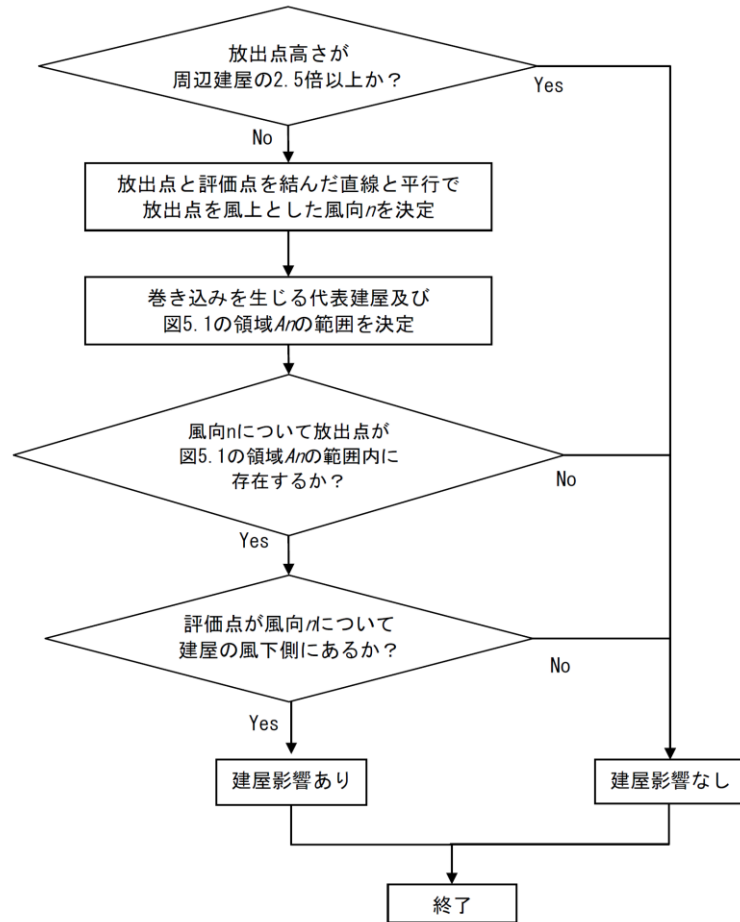 放出点高さが
周辺建屋の2.5倍以上か？
Yes
No
放出点と評価点を結んだ直線と平行で
放出点を風上とした風向nを決定
巻き込みを生じる代表建屋及び
図5.1の領域Anの範囲を決定
風向nについて放出点が
図5.1の領域Anの範囲内に
存在するか？
No
Yes
評価点が風向nについて
建屋の風下側にあるか？
No
Yes
建屋影響あり
建屋影響なし
終了